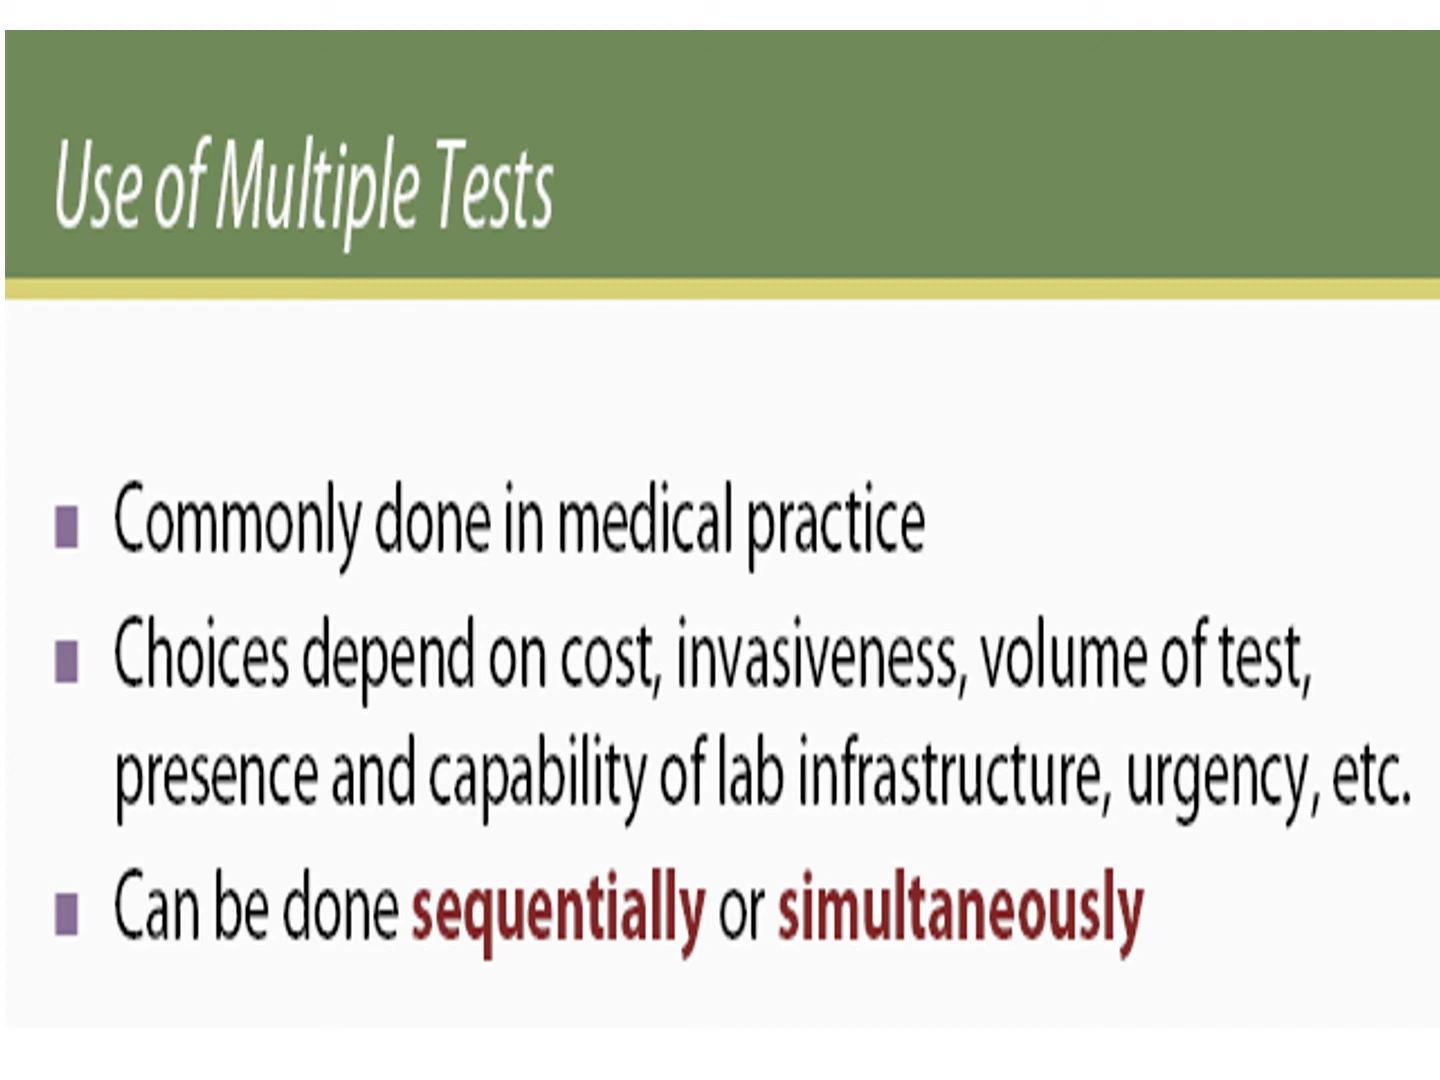 Use of Multiple Tests
Commonly done in medical practice
Choices depend on cost, invasiveness, volume of test,
presence and capability of lab infrastructure, urgency, etc.
Can be done sequentially or simultaneously